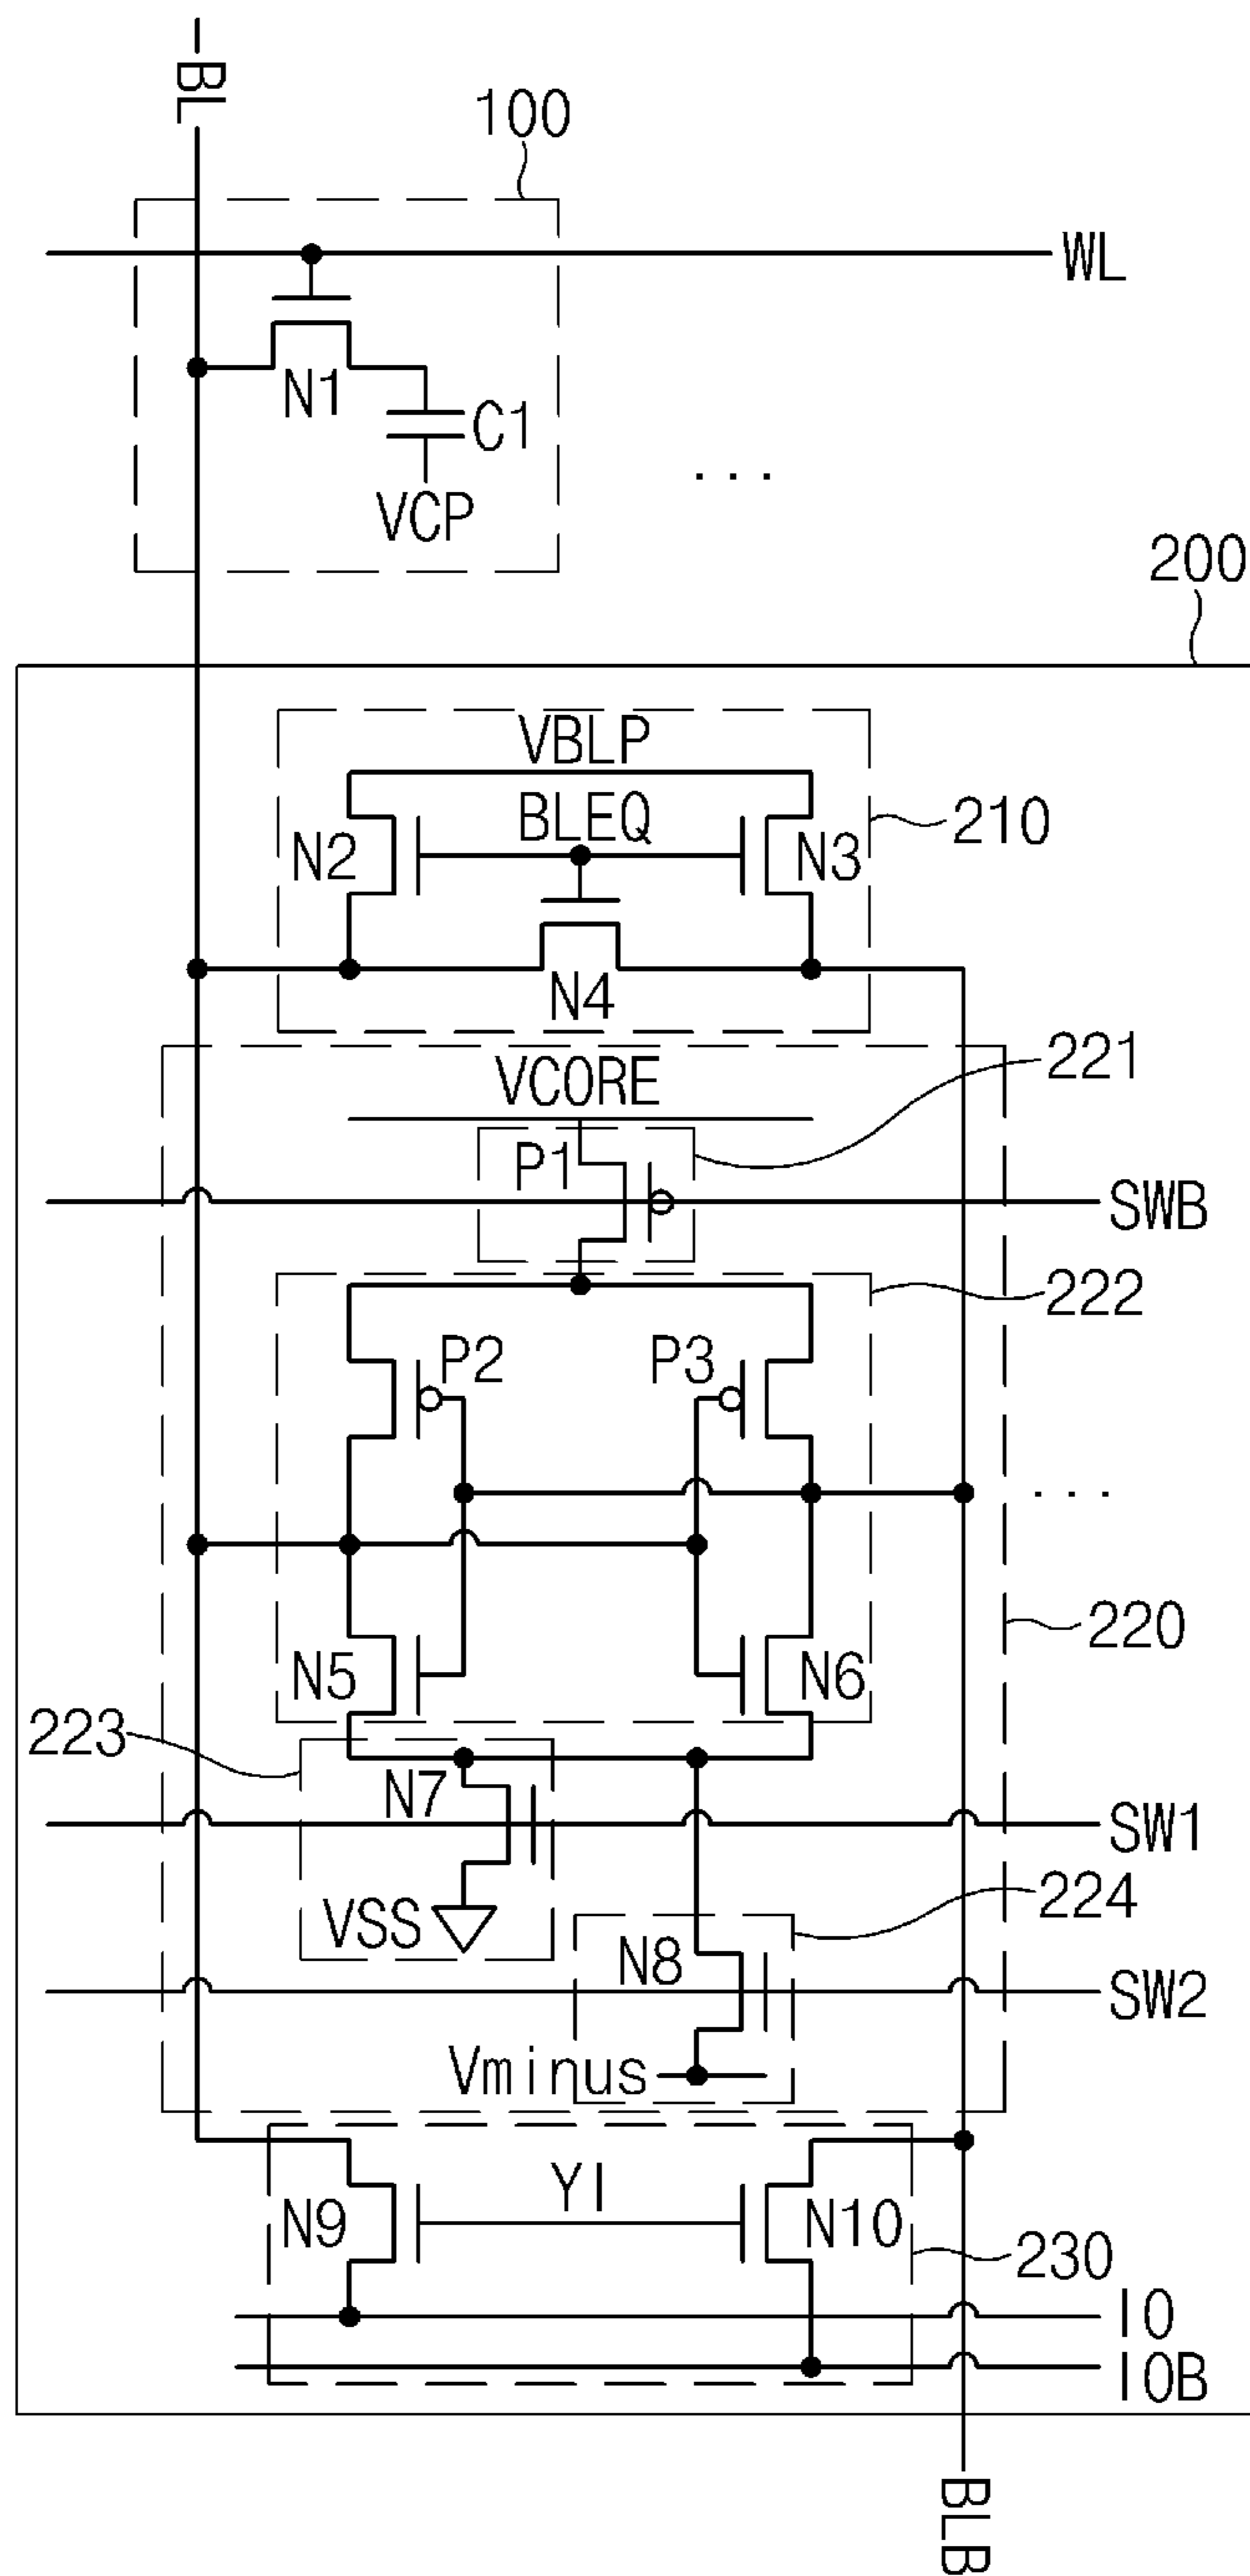 BL
100
WL
N1
C1
VCP
. . .
200
VBLP
BLEQ
N2
N3
210
N4
VCORE
221
P1
SWB
222
P2
P3
. . .
220
N5
N6
223
N7
SW1
VSS
224
N8
SW2
Vminus
YI
N9
N10
230
IO
IOB
BLB